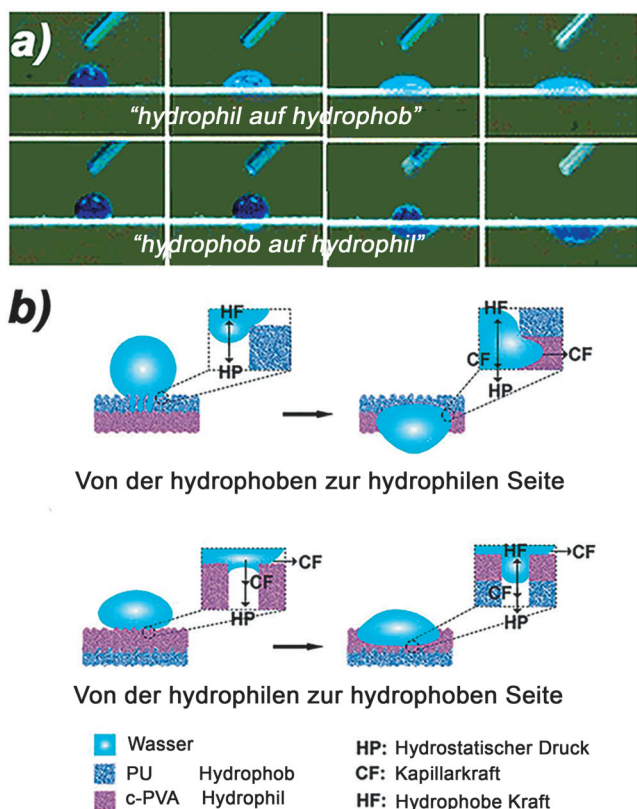 a)
"hydrophil auf hydrophob"
"hydrophob auf hydrophil"
b)
HF
HP
HF
CF
CF
HP
Von der hydrophoben zur hydrophilen Seite
CF
CF
HP
HF
CF
CF
HP
Von der hydrophilen zur hydrophoben Seite
Wasser
PU Hydrophob
c-PVA Hydrophil
HP: Hydrostatischer Druck
CF: Kapillarkraft
HF: Hydrophobe Kraft